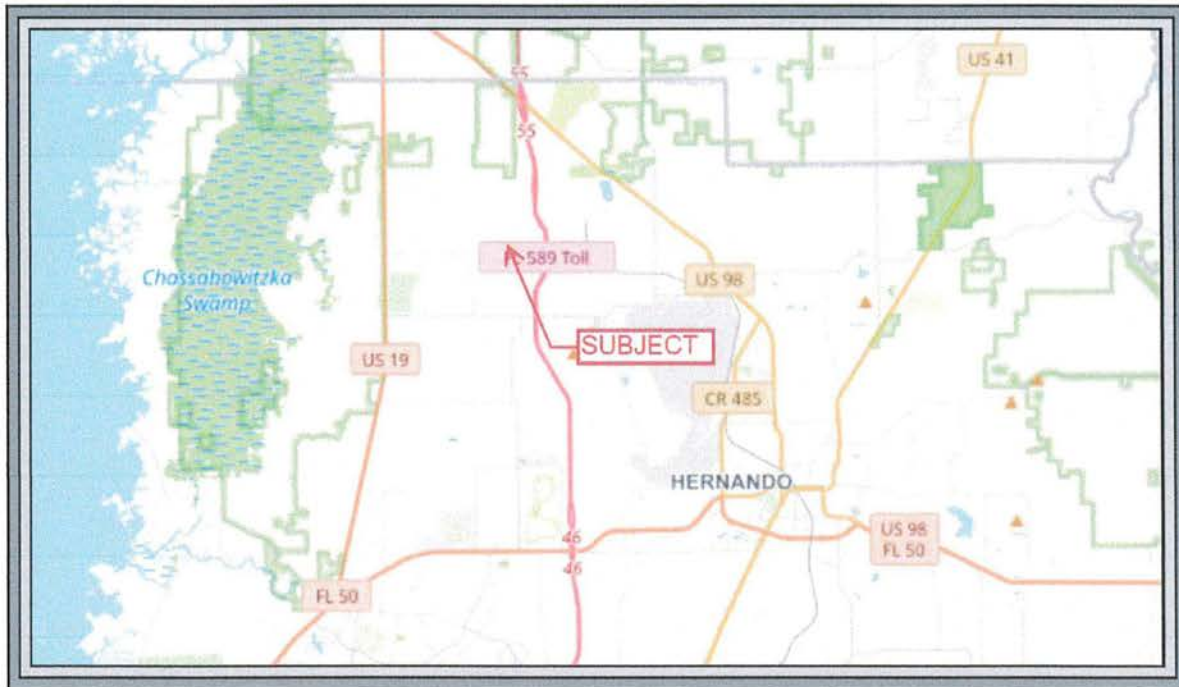 US 41
55
55
589 Toll
Chassahowitzka
Swamp
US 98
SUBJECT
US 19
CR 485
HERNANDO
US 98
FL 50
46
46
FL 50